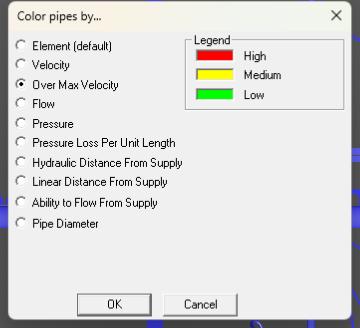 Color pipes by...
Element (default)
Velocity
Over Max Velocity
Flow
Pressure
Pressure Loss Per Unit Length
Hydraulic Distance From Supply
Linear Distance From Supply
Ability to Flow From Supply
Pipe Diameter
Legend
High
Medium
Low
OK
Cancel